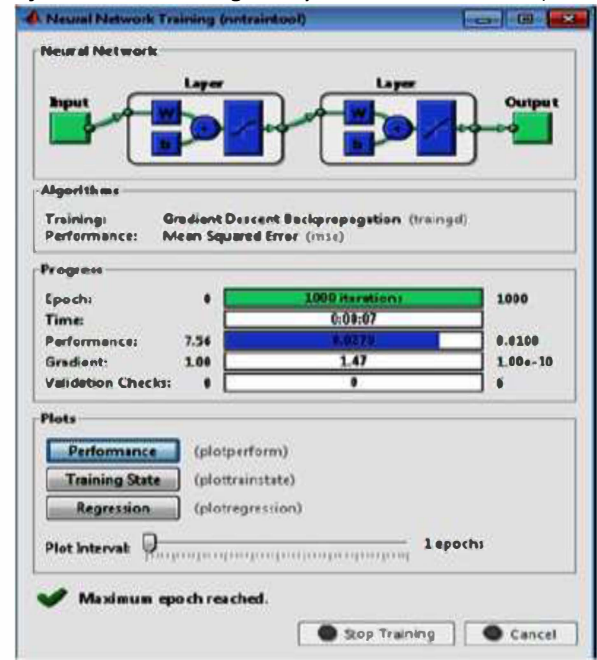 Neural Network Training (nntraintool)
Neural Network
Layer Layer
Input Output
W W
+ +
b b
Algorithms
Training: Gradient Descent Backpropagation (traingd)
Performance: Mean Squared Error (mse)
Progress
Epoch: 0 1000 iterations 1000
Time: 0:00:07
Performance: 7.56 0.0100
Gradient: 1.00 1.47 1.00e-10
Validation Checks: 0 0
Plots
Performance (plotperform)
Training State (plottrainstate)
Regression (plotregression)
Plot Interval: 1 epochs
Maximum epoch reached.
Stop Training Cancel